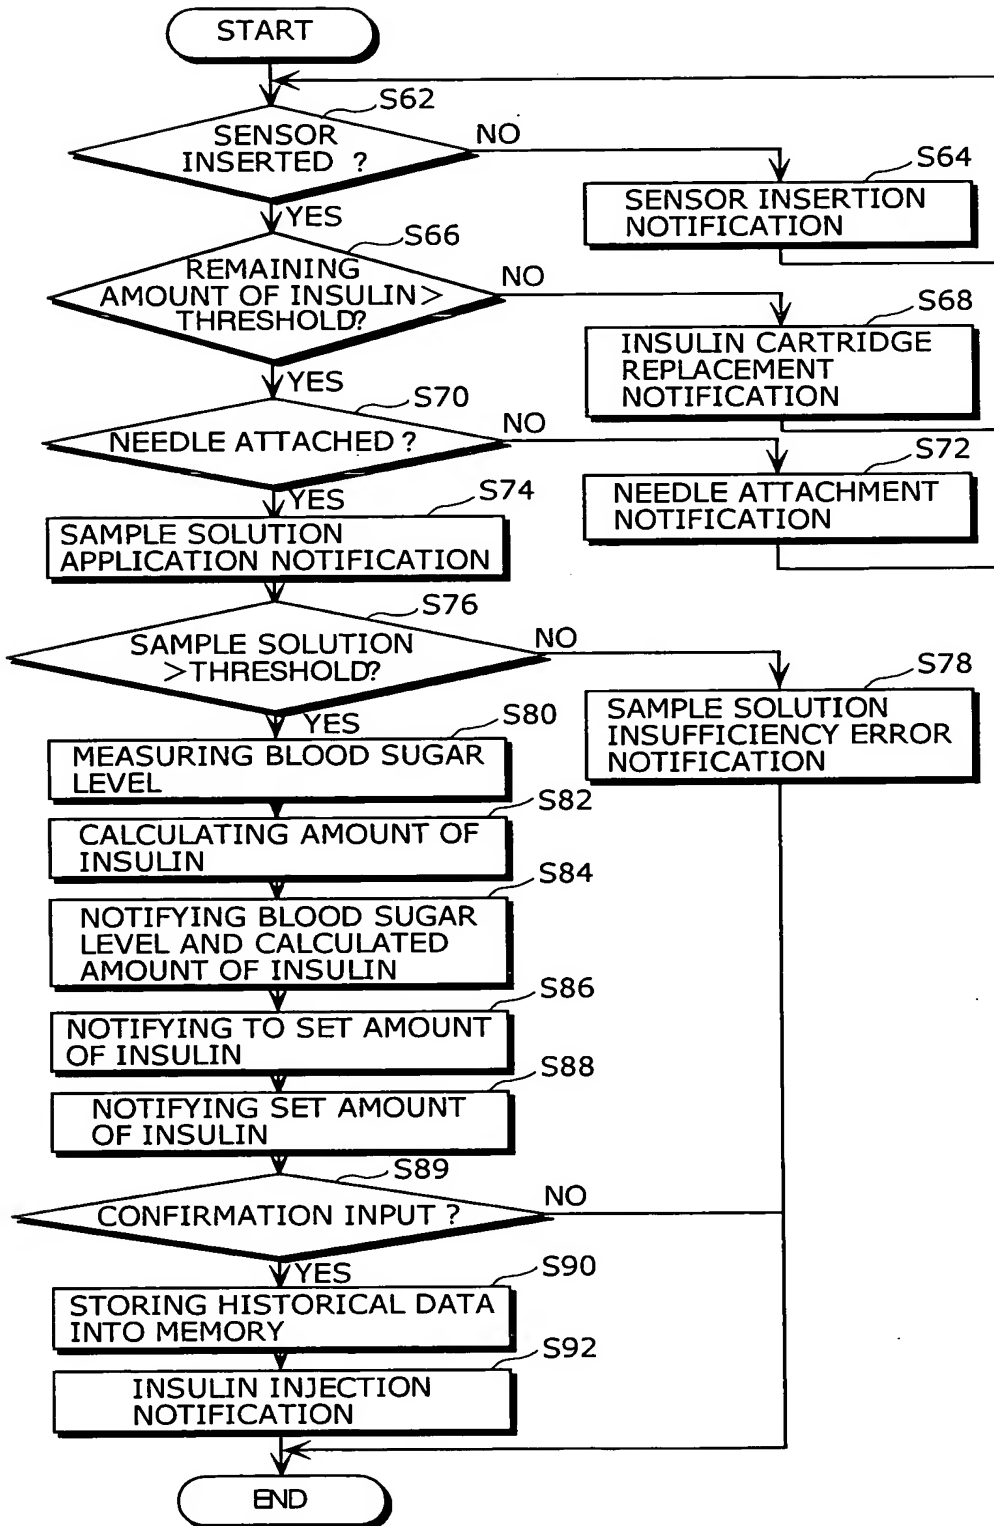 START
S62
SENSOR
INSERTED ?
NO
S64
SENSOR INSERTION
NOTIFICATION
YES
S66
REMAINING
AMOUNT OF INSULIN>
THRESHOLD?
NO
S68
INSULIN CARTRIDGE
REPLACEMENT
NOTIFICATION
YES
S70
NEEDLE ATTACHED ?
NO
S72
NEEDLE ATTACHMENT
NOTIFICATION
YES
S74
SAMPLE SOLUTION
APPLICATION NOTIFICATION
S76
SAMPLE SOLUTION
>THRESHOLD?
NO
S78
SAMPLE SOLUTION
INSUFFICIENCY ERROR
NOTIFICATION
YES
S80
MEASURING BLOOD SUGAR
LEVEL
S82
CALCULATING AMOUNT OF
INSULIN
S84
NOTIFYING BLOOD SUGAR
LEVEL AND CALCULATED
AMOUNT OF INSULIN
S86
NOTIFYING TO SET AMOUNT
OF INSULIN
S88
NOTIFYING SET AMOUNT
OF INSULIN
S89
CONFIRMATION INPUT ?
NO
YES
S90
STORING HISTORICAL DATA
INTO MEMORY
S92
INSULIN INJECTION
NOTIFICATION
END